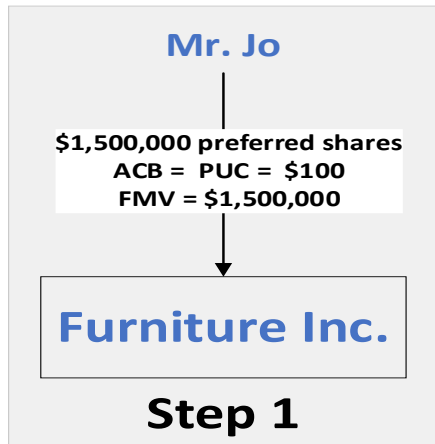 Mr. Jo
$1,500,000 preferred shares
ACB = PUC = $100
FMV = $1,500,000
Furniture Inc.
Step 1